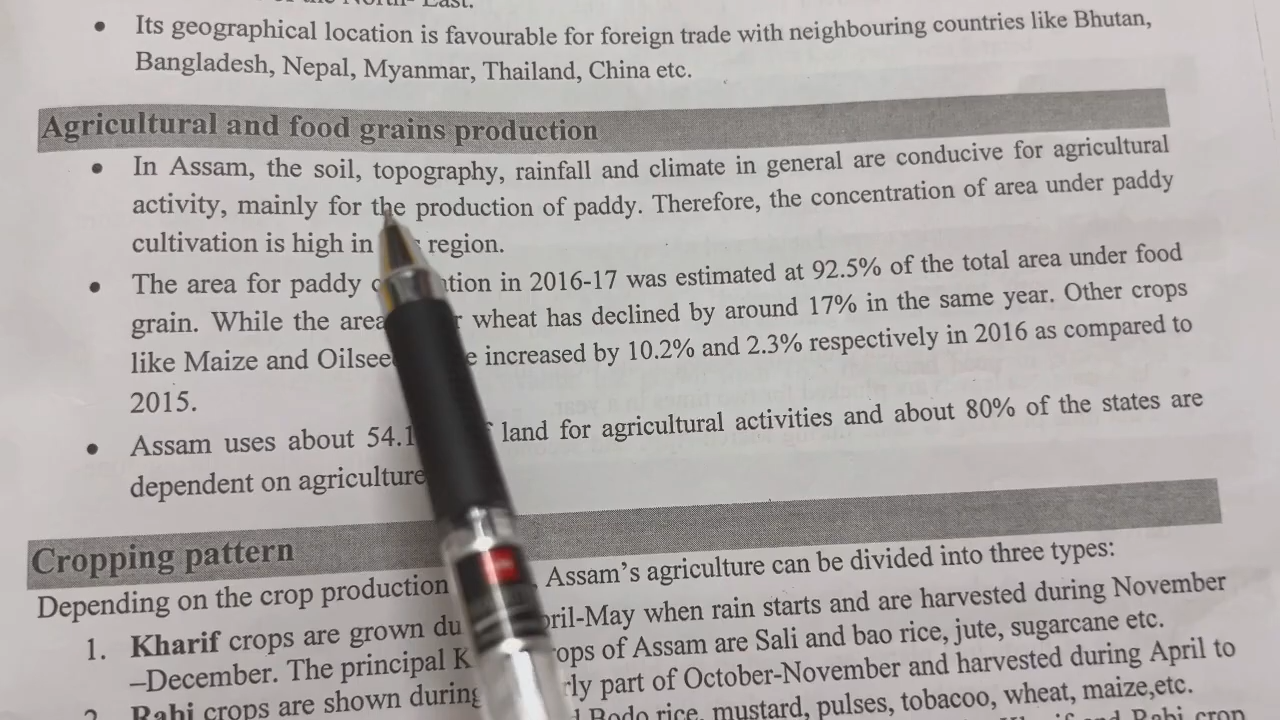 North- East.
• Its geographical location is favourable for foreign trade with neighbouring countries like Bhutan,
Bangladesh, Nepal, Myanmar, Thailand, China etc.
Agricultural and food grains production
• In Assam, the soil, topography, rainfall and climate in general are conducive for agricultural
activity, mainly for the production of paddy. Therefore, the concentration of area under paddy
cultivation is high in region.
• The area for paddy in 2016-17 was estimated at 92.5% of the total area under food
grain. While the area wheat has declined by around 17% in the same year. Other crops
like Maize and increased by 10.2% and 2.3% respectively in 2016 as compared to
2015.
• Assam uses about 54.1 land for agricultural activities and about 80% of the states are
dependent on agriculture
Cropping pattern
Depending on the crop production Assam's agriculture can be divided into three types:
1. Kharif crops are grown when rain starts and are harvested during November
–December. The principal of Assam are Sali and bao rice, jute, sugarcane etc.
2. Rabi crops are shown during part of October-November and harvested during April to
Bodo rice, mustard, pulses, tobacoo, wheat, maize,etc.
and Rabi crop